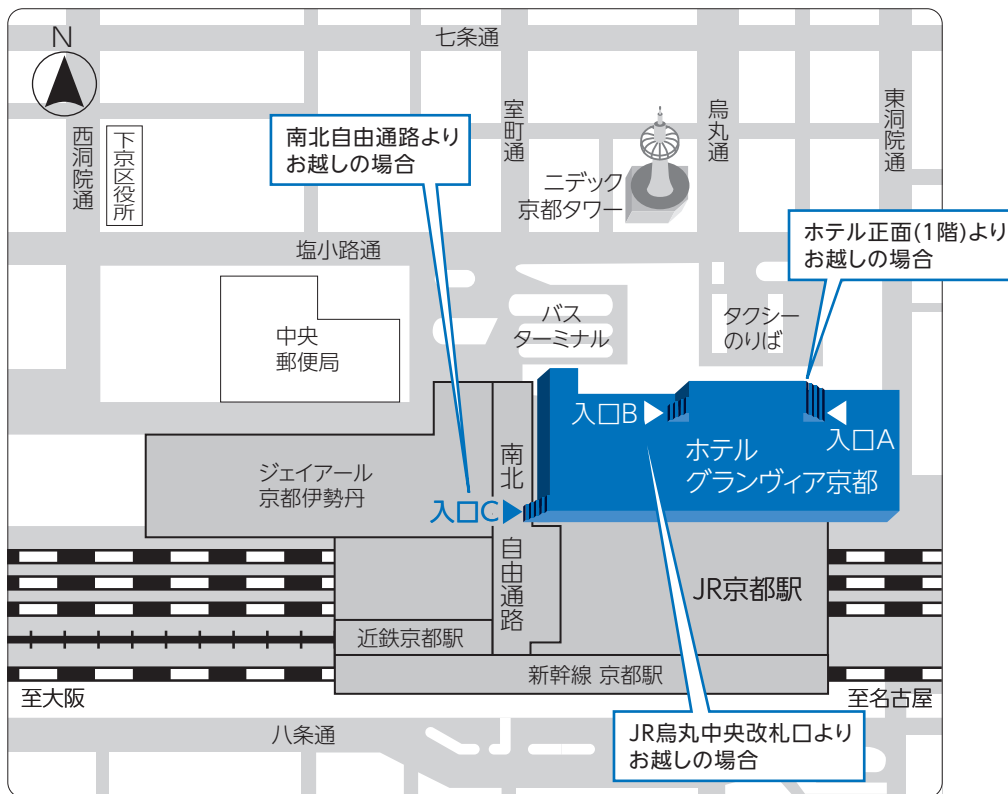 N
七条通
西洞院通
下京区役所
室町通
烏丸通
東洞院通
南北自由通路より
お越しの場合
ニデック
京都タワー
ホテル正面(1階)より
お越しの場合
塩小路通
中央
郵便局
バス
ターミナル
タクシー
のりば
入口B
入口A
ホテル
グランヴィア京都
ジェイアール
京都伊勢丹
南北
自由通路
入口C
JR京都駅
近鉄京都駅
新幹線 京都駅
至大阪
至名古屋
八条通
JR烏丸中央改札口より
お越しの場合